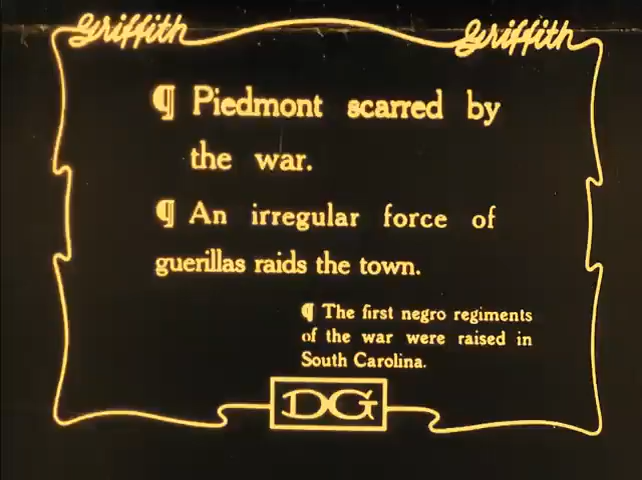 Griffith Griffith
¶ Piedmont scarred by
the war.
¶ An irregular force of
guerillas raids the town.
¶ The first negro regiments
of the war were raised in
South Carolina.
DG